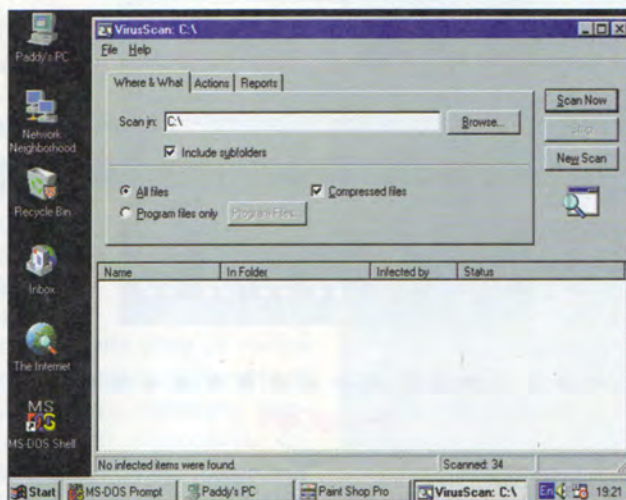 VirusScan: C:\
File Help
Where & What Actions Reports
Scan in: C:\ Browse...
Include subfolders
All files Compressed files
Program files only Program Files...
Scan Now
Stop
New Scan
Name In Folder Infected by Status
No infected items were found. Scanned: 34
Paddy's PC
Network
Neighborhood
Recycle Bin
Inbox
The Internet
MS
DOS
MS-DOS Shell
Start MS-DOS Prompt Paddy's PC Paint Shop Pro VirusScan: C:\ En 19:21